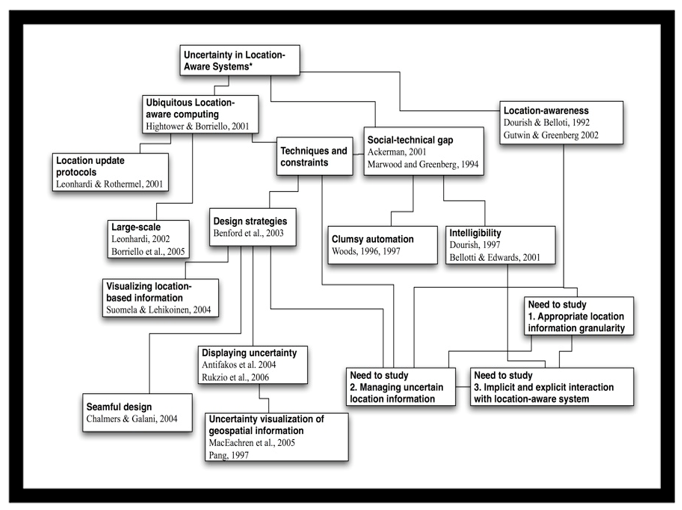 Uncertainty in Location-
Aware Systems*
Ubiquitous Location-
aware computing
Hightower & Borriello, 2001
Location-awareness
Dourish & Belloti, 1992
Gutwin & Greenberg 2002
Techniques and
constraints
Social-technical gap
Ackerman, 2001
Marwood and Greenberg, 1994
Location update
protocols
Leonhardi & Rothermel, 2001
Large-scale
Leonhardi, 2002
Borriello et al., 2005
Design strategies
Benford et al., 2003
Clumsy automation
Woods, 1996, 1997
Intelligibility
Dourish, 1997
Bellotti & Edwards, 2001
Visualizing location-
based information
Suomela & Lehikoinen, 2004
Need to study
1. Appropriate location
information granularity
Displaying uncertainty
Antifakos et al. 2004
Rukzio et al., 2006
Need to study
2. Managing uncertain
location information
Need to study
3. Implicit and explicit interaction
with location-aware system
Seamful design
Chalmers & Galani, 2004
Uncertainty visualization of
geospatial information
MacEachren et al., 2005
Pang, 1997